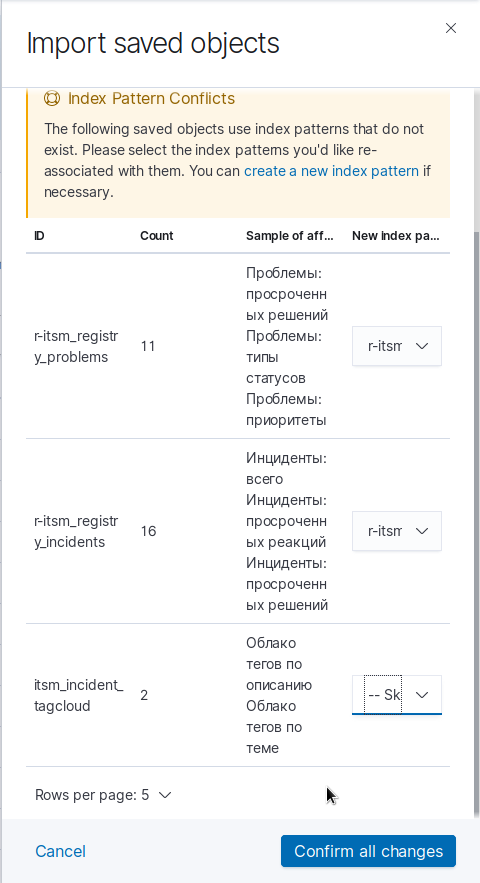 Import saved objects
Index Pattern Conflicts
The following saved objects use index patterns that do not
exist. Please select the index patterns you'd like re-
associated with them. You can create a new index pattern if
necessary.
ID Count Sample of aff... New index pa...
r-itsm_registr
y_problems
11
Проблемы:
просроченн
ых решений
Проблемы:
типы
статусов
Проблемы:
приоритеты
r-itsm
r-itsm_registr
y_incidents
16
Инциденты:
всего
Инциденты:
просроченн
ых реакций
Инциденты:
просроченн
ых решений
r-itsm
itsm_incident_
tagcloud
2
Облако
тегов по
описанию
Облако
тегов по
теме
-- Sk
Rows per page: 5
Cancel Confirm all changes